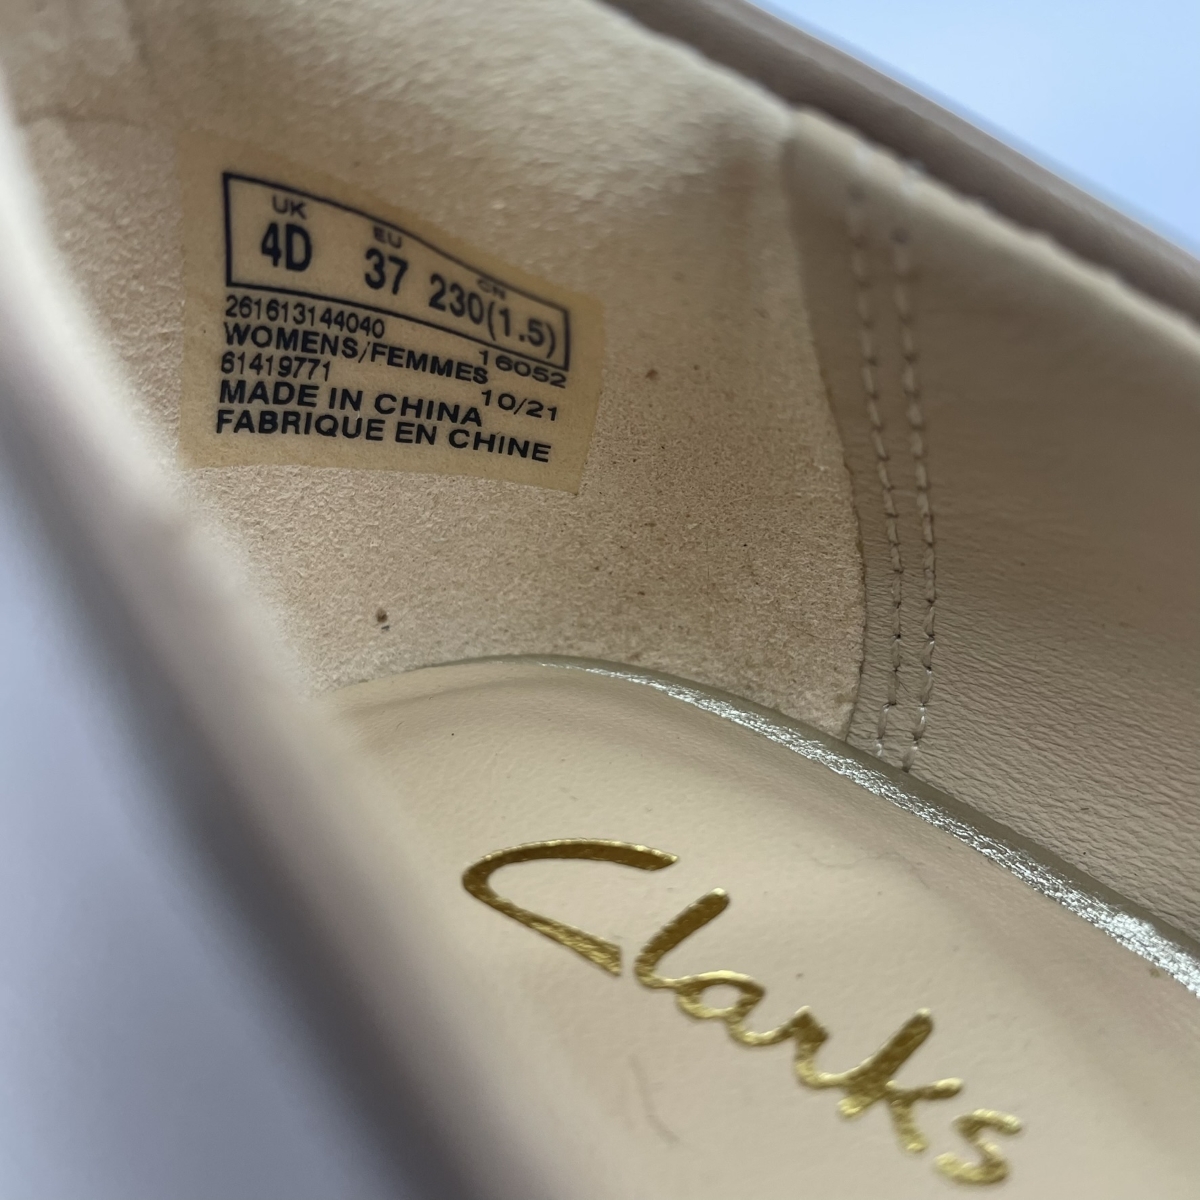 UK EU CN
4D 37 230(1.5)
261613144040
WOMENS/FEMMES 16052
61419771
MADE IN CHINA 10/21
FABRIQUE EN CHINE
Clarks